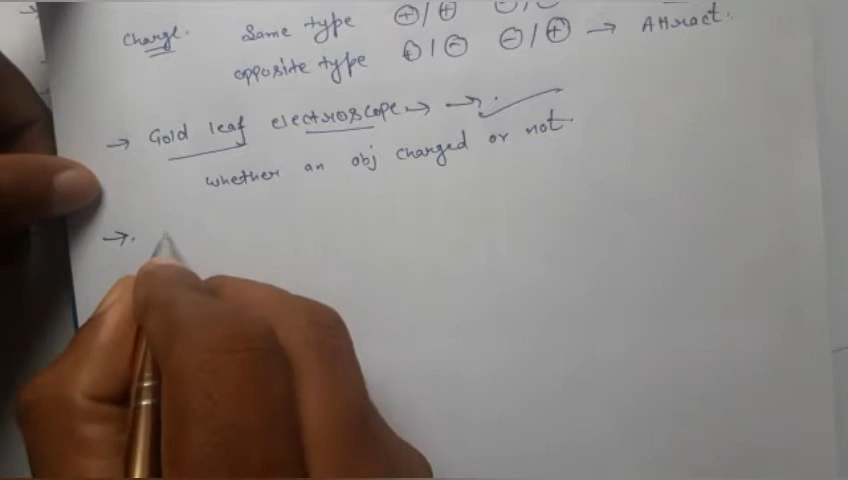 →
Charge. Same type ⊕/⊕
opposite type ⊕/⊖ ⊖/⊕ → Attract.
→ Gold leaf electroscope → →.
whether an obj charged or not.
→.